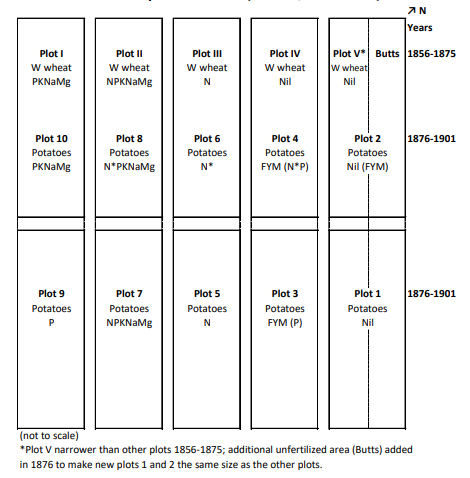 ↗ N
Years
Plot I Plot II Plot III Plot IV Plot V* Butts 1856-1875
W wheat W wheat W wheat W wheat W wheat
PKNaMg NPKNaMg N Nil Nil
Plot 10 Plot 8 Plot 6 Plot 4 Plot 2 1876-1901
Potatoes Potatoes Potatoes Potatoes Potatoes
PKNaMg N*PKNaMg N* FYM (N*P) Nil (FYM)
Plot 9 Plot 7 Plot 5 Plot 3 Plot 1 1876-1901
Potatoes Potatoes Potatoes Potatoes Potatoes
P NPKNaMg N FYM (P) Nil
(not to scale)
*Plot V narrower than other plots 1856-1875; additional unfertilized area (Butts) added
in 1876 to make new plots 1 and 2 the same size as the other plots.